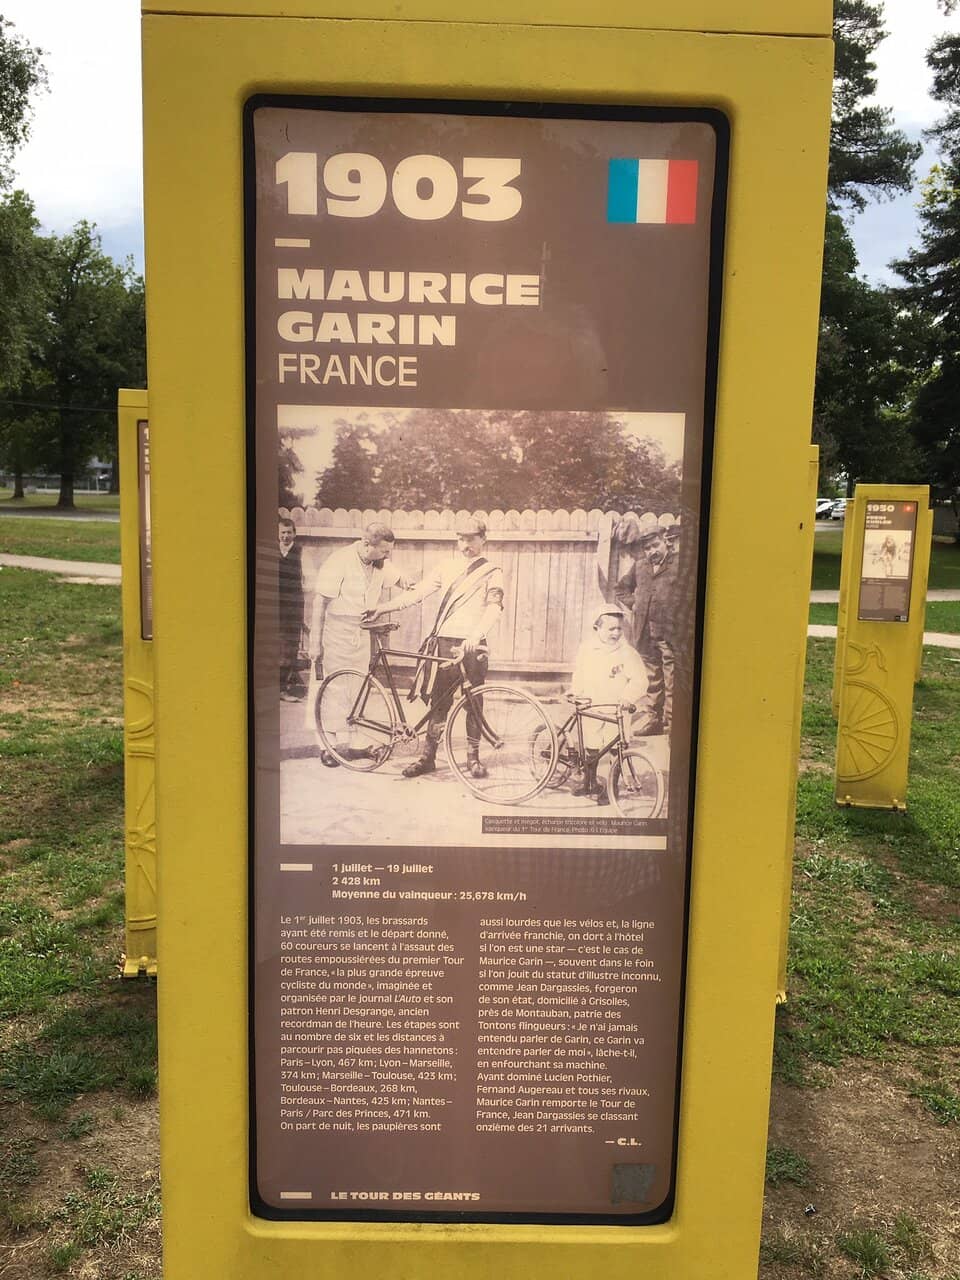 1903
MAURICE
GARIN
FRANCE
Casquette et mégot, écharpe tricolore et vélo : Maurice Garin,
vainqueur du 1er Tour de France. Photo : © L'Équipe
1 juillet — 19 juillet
2 428 km
Moyenne du vainqueur : 25,678 km/h
Le 1er juillet 1903, les brassards
ayant été remis et le départ donné,
60 coureurs se lancent à l'assaut des
routes empoussiérées du premier Tour
de France, « la plus grande épreuve
cycliste du monde », imaginée et
organisée par le journal L'Auto et son
patron Henri Desgrange, ancien
recordman de l'heure. Les étapes sont
au nombre de six et les distances à
parcourir pas piquées des hannetons :
Paris – Lyon, 467 km ; Lyon – Marseille,
374 km ; Marseille – Toulouse, 423 km ;
Toulouse – Bordeaux, 268 km,
Bordeaux – Nantes, 425 km ; Nantes –
Paris / Parc des Princes, 471 km.
On part de nuit, les paupières sont
aussi lourdes que les vélos et, la ligne
d'arrivée franchie, on dort à l'hôtel
si l'on est une star — c'est le cas de
Maurice Garin —, souvent dans le foin
si l'on jouit du statut d'illustre inconnu,
comme Jean Dargassies, forgeron
de son état, domicilié à Grisolles,
près de Montauban, patrie des
Tontons flingueurs : « Je n'ai jamais
entendu parler de Garin, ce Garin va
entendre parler de moi », lâche-t-il,
en enfourchant sa machine.
Ayant dominé Lucien Pothier,
Fernand Augereau et tous ses rivaux,
Maurice Garin remporte le Tour de
France, Jean Dargassies se classant
onzième des 21 arrivants.
— C.L.
LE TOUR DES GÉANTS
1950